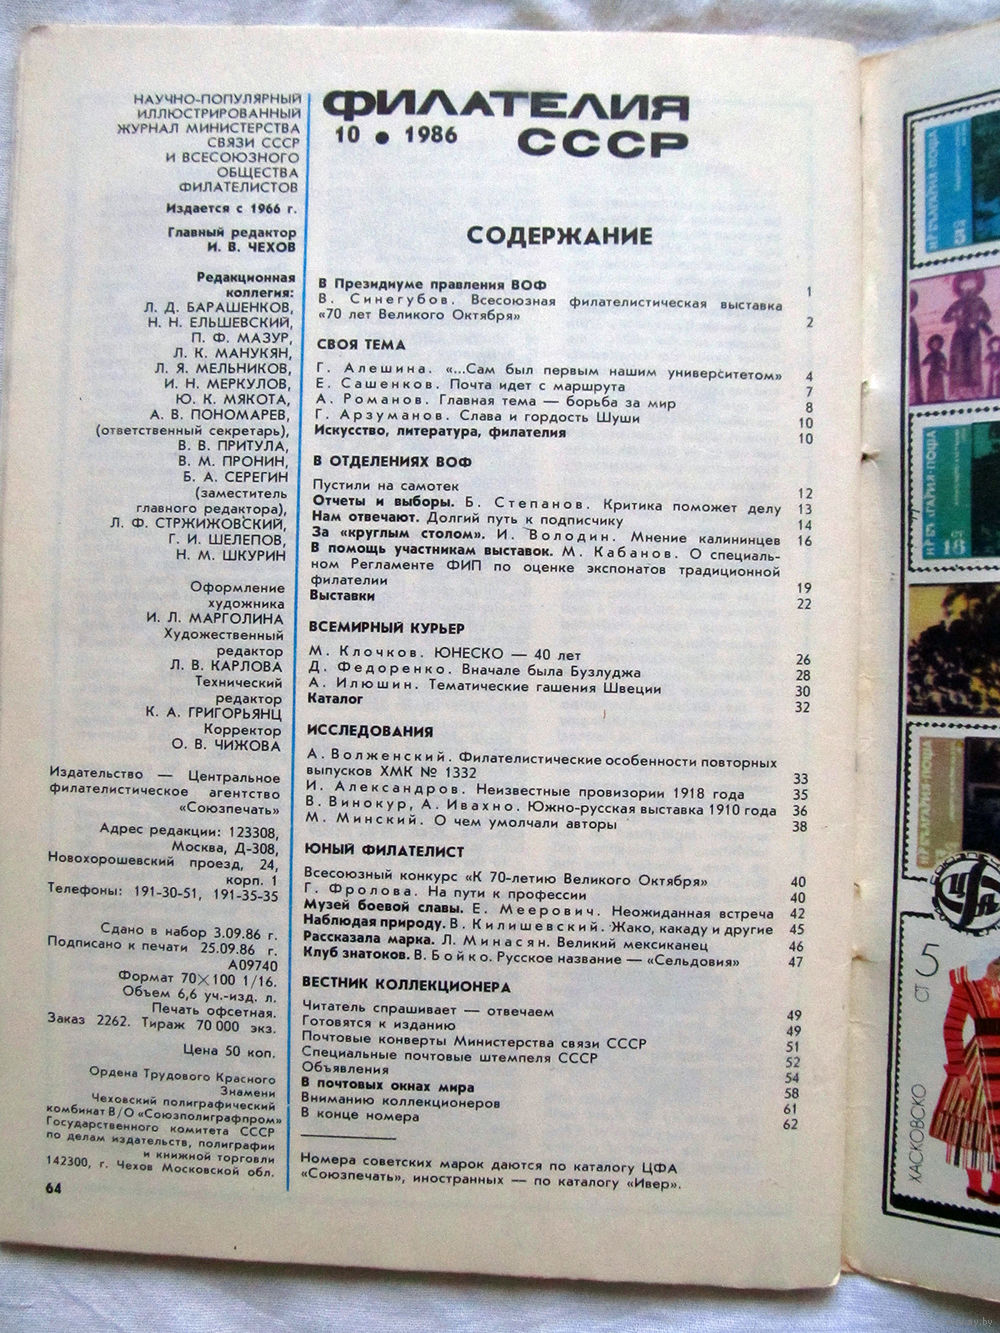 НАУЧНО-ПОПУЛЯРНЫЙ
ИЛЛЮСТРИРОВАННЫЙ
ЖУРНАЛ МИНИСТЕРСТВА
СВЯЗИ СССР
И ВСЕСОЮЗНОГО
ОБЩЕСТВА
ФИЛАТЕЛИСТОВ
Издается с 1966 г.
Главный редактор
И. В. ЧЕХОВ
Редакционная
коллегия:
Л. Д. БАРАШЕНКОВ,
Н. Н. ЕЛЬШЕВСКИЙ,
П. Ф. МАЗУР,
Л. К. МАНУКЯН,
Л. Я. МЕЛЬНИКОВ,
И. Н. МЕРКУЛОВ,
Ю. К. МЯКОТА,
А. В. ПОНОМАРЕВ,
(ответственный секретарь),
В. В. ПРИТУЛА,
В. М. ПРОНИН,
Б. А. СЕРЕГИН
(заместитель
главного редактора),
Л. Ф. СТРЖИЖОВСКИЙ,
Г. И. ШЕЛЕПОВ,
Н. М. ШКУРИН
Оформление
художника
И. Л. МАРГОЛИНА
Художественный
редактор
Л. В. КАРЛОВА
Технический
редактор
К. А. ГРИГОРЬЯНЦ
Корректор
О. В. ЧИЖОВА
Издательство — Центральное
филателистическое агентство
«Союзпечать»
Адрес редакции: 123308,
Москва, Д-308,
Новохорошевский проезд, 24,
корп. 1
Телефоны: 191-30-51, 191-35-35
Сдано в набор 3.09.86 г.
Подписано к печати 25.09.86 г.
А09740
Формат 70×100 1/16.
Объем 6,6 уч.-изд. л.
Печать офсетная.
Заказ 2262. Тираж 70 000 экз.
Цена 50 коп.
Ордена Трудового Красного
Знамени
Чеховский полиграфический
комбинат В/О «Союзполиграфпром»
Государственного комитета СССР
по делам издательств, полиграфии
и книжной торговли
142300, г. Чехов Московской обл.
64
ФИЛАТЕЛИЯ
10 • 1986 СССР
СОДЕРЖАНИЕ
В Президиуме правления ВОФ 1
В. Синегубов. Всесоюзная филателистическая выставка
«70 лет Великого Октября» 2
СВОЯ ТЕМА
Г. Алешина. «...Сам был первым нашим университетом» 4
Е. Сашенков. Почта идет с маршрута 7
А. Романов. Главная тема — борьба за мир 8
Г. Арзуманов. Слава и гордость Шуши 10
Искусство, литература, филателия 10
В ОТДЕЛЕНИЯХ ВОФ
Пустили на самотек 12
Отчеты и выборы. Б. Степанов. Критика поможет делу 13
Нам отвечают. Долгий путь к подписчику 14
За «круглым столом». И. Володин. Мнение калининцев 16
В помощь участникам выставок. М. Кабанов. О специаль-
ном Регламенте ФИП по оценке экспонатов традиционной
филателии 19
Выставки 22
ВСЕМИРНЫЙ КУРЬЕР
М. Клочков. ЮНЕСКО — 40 лет 26
Д. Федоренко. Вначале была Бузлуджа 28
А. Илюшин. Тематические гашения Швеции 30
Каталог 32
ИССЛЕДОВАНИЯ
А. Волженский. Филателистические особенности повторных
выпусков ХМК № 1332 33
И. Александров. Неизвестные провизории 1918 года 35
В. Винокур, А. Ивахно. Южно-русская выставка 1910 года 36
М. Минский. О чем умолчали авторы 38
ЮНЫЙ ФИЛАТЕЛИСТ
Всесоюзный конкурс «К 70-летию Великого Октября» 40
Г. Фролова. На пути к профессии 40
Музей боевой славы. Е. Меерович. Неожиданная встреча 42
Наблюдая природу. В. Килишевский. Жако, какаду и другие 45
Рассказала марка. Л. Минасян. Великий мексиканец 46
Клуб знатоков. В. Бойко. Русское название — «Сельдовия» 47
ВЕСТНИК КОЛЛЕКЦИОНЕРА
Читатель спрашивает — отвечаем 49
Готовятся к изданию 49
Почтовые конверты Министерства связи СССР 51
Специальные почтовые штемпеля СССР 52
Объявления 54
В почтовых окнах мира 58
Вниманию коллекционеров 61
В конце номера 62
Номера советских марок даются по каталогу ЦФА
«Союзпечать», иностранных — по каталогу «Ивер».
НР БЪЛГАРИЯ·ПОЩА
5
СТ
ХАСКОВСКО